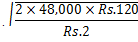 . √2 × 48,000 × Rs.120
Rs.2